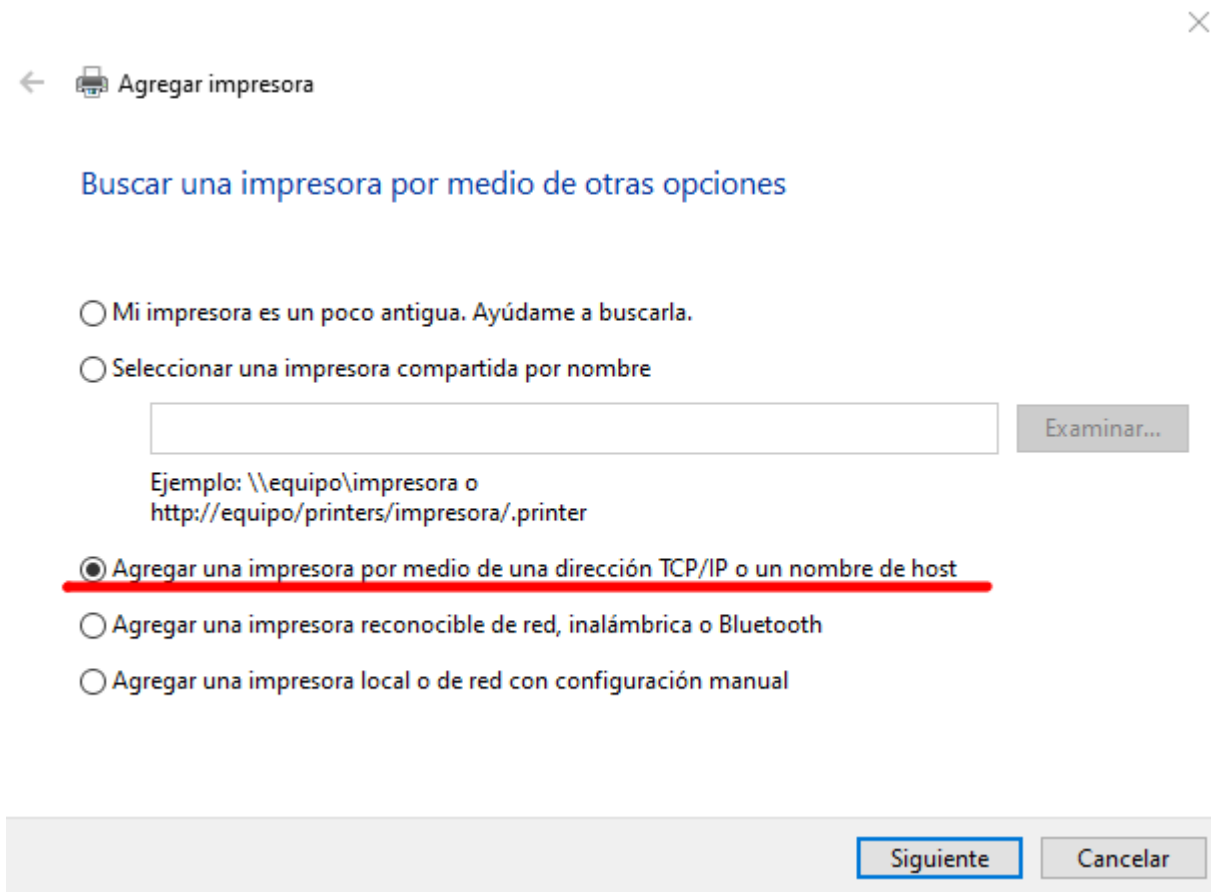 Agregar impresora
Buscar una impresora por medio de otras opciones
Mi impresora es un poco antigua. Ayúdame a buscarla.
Seleccionar una impresora compartida por nombre
Examinar...
Ejemplo: \\equipo\impresora o
http://equipo/printers/impresora/.printer
Agregar una impresora por medio de una dirección TCP/IP o un nombre de host
Agregar una impresora reconocible de red, inalámbrica o Bluetooth
Agregar una impresora local o de red con configuración manual
Siguiente
Cancelar